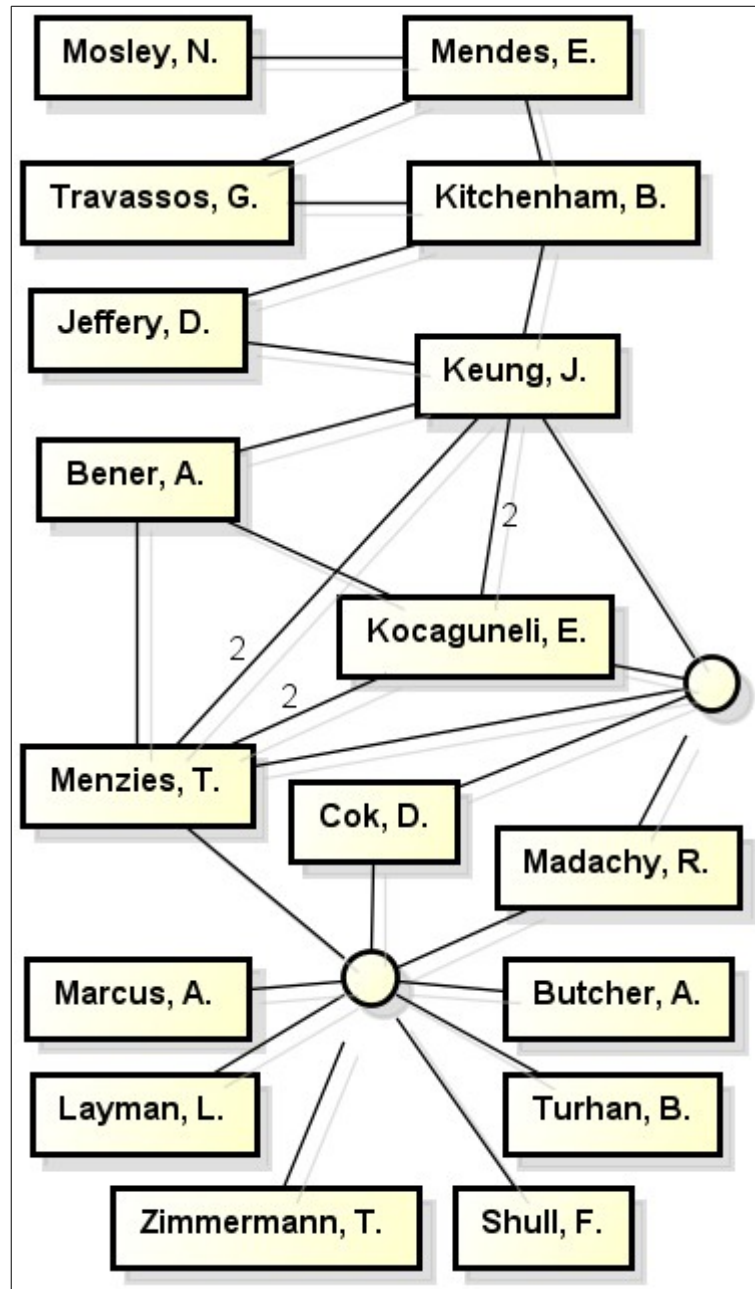 Mosley, N.
Mendes, E.
Travassos, G.
Kitchenham, B.
Jeffery, D.
Keung, J.
Bener, A.
2
Kocaguneli, E.
2
2
Menzies, T.
Cok, D.
Madachy, R.
Marcus, A.
Butcher, A.
Layman, L.
Turhan, B.
Zimmermann, T.
Shull, F.